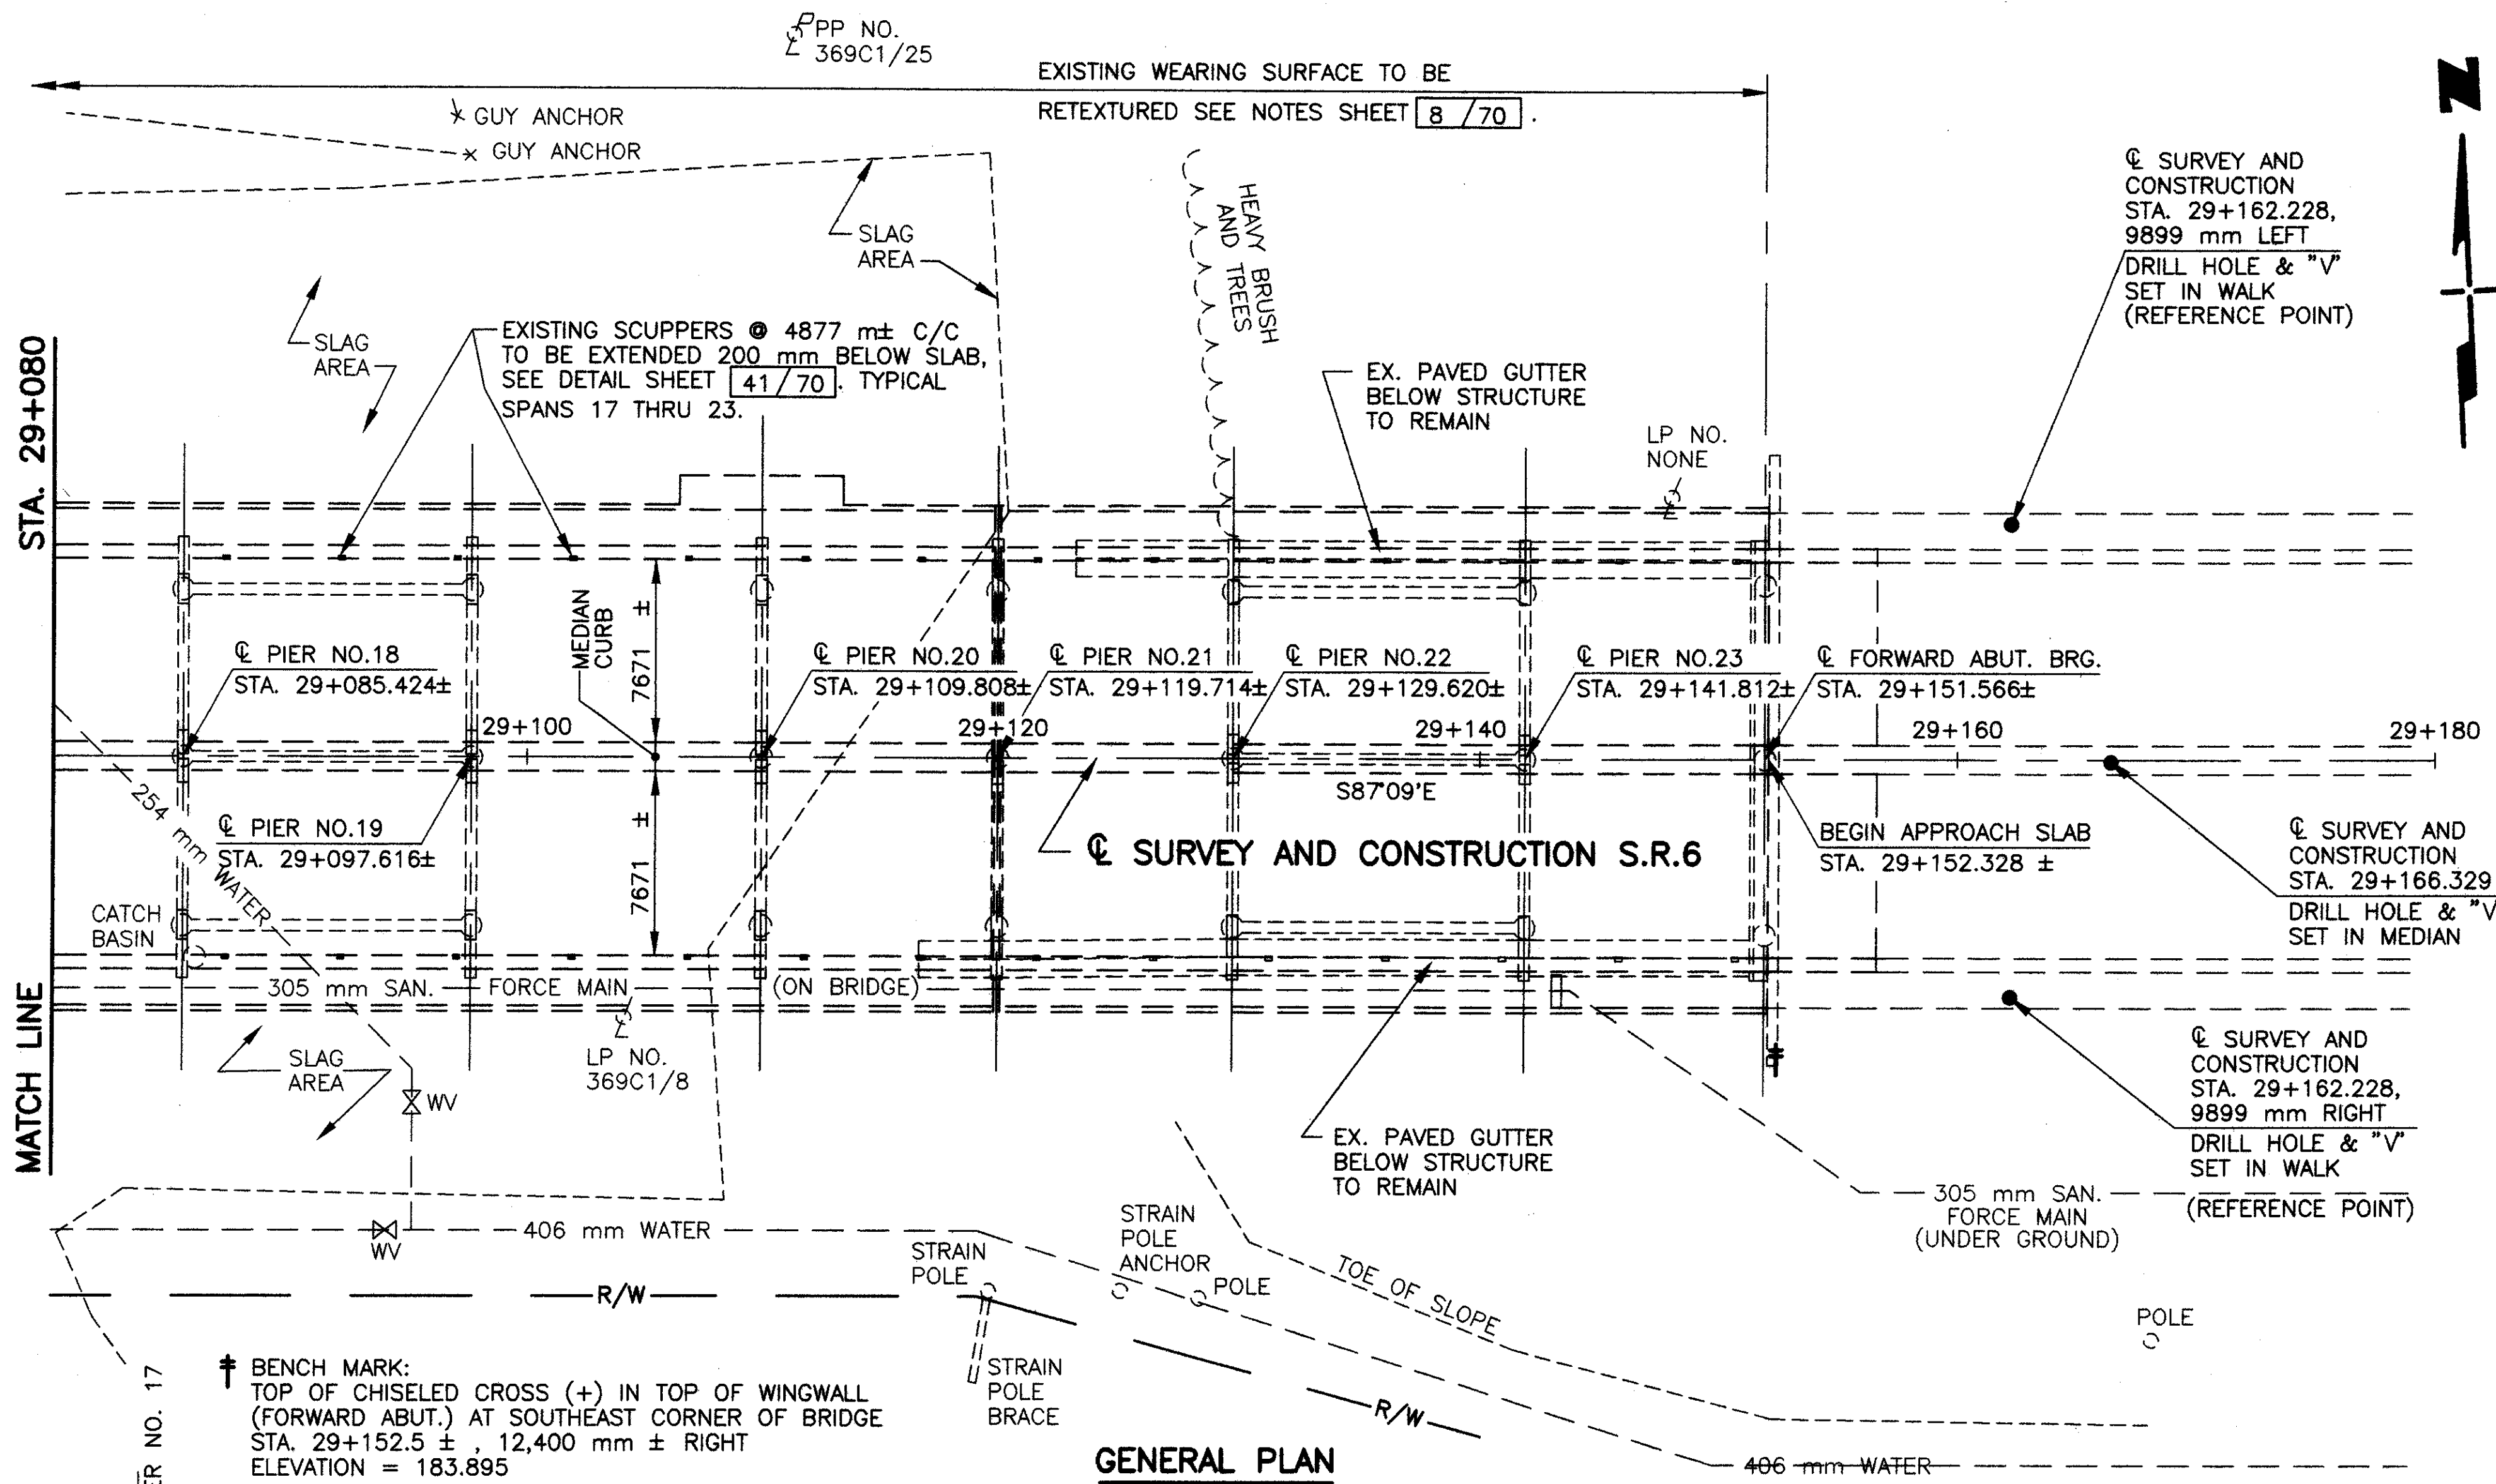 PP NO.
369C1/25
EXISTING WEARING SURFACE TO BE
RETEXTURED SEE NOTES SHEET 8 / 70 .
N
GUY ANCHOR
GUY ANCHOR
SLAG
AREA
HEAVY BRUSH
AND TREES
℄ SURVEY AND
CONSTRUCTION
STA. 29+162.228,
9899 mm LEFT
DRILL HOLE & "V"
SET IN WALK
(REFERENCE POINT)
SLAG
AREA
EXISTING SCUPPERS @ 4877 m± C/C
TO BE EXTENDED 200 mm BELOW SLAB,
SEE DETAIL SHEET 41 / 70 . TYPICAL
SPANS 17 THRU 23.
EX. PAVED GUTTER
BELOW STRUCTURE
TO REMAIN
LP NO.
NONE
MATCH LINE STA. 29+080
MEDIAN
CURB
7671 ±
℄ PIER NO.18
STA. 29+085.424±
℄ PIER NO.20
STA. 29+109.808±
℄ PIER NO.21
STA. 29+119.714±
℄ PIER NO.22
STA. 29+129.620±
℄ PIER NO.23
STA. 29+141.812±
℄ FORWARD ABUT. BRG.
STA. 29+151.566±
29+100
29+120
29+140
29+160
29+180
S87°09'E
254 mm WATER
℄ PIER NO.19
STA. 29+097.616±
7671 ±
℄ SURVEY AND CONSTRUCTION S.R.6
BEGIN APPROACH SLAB
STA. 29+152.328 ±
℄ SURVEY AND
CONSTRUCTION
STA. 29+166.329
DRILL HOLE & "V
SET IN MEDIAN
CATCH
BASIN
305 mm SAN. FORCE MAIN (ON BRIDGE)
SLAG
AREA
LP NO.
369C1/8
WV
℄ SURVEY AND
CONSTRUCTION
STA. 29+162.228,
9899 mm RIGHT
DRILL HOLE & "V"
SET IN WALK
(REFERENCE POINT)
EX. PAVED GUTTER
BELOW STRUCTURE
TO REMAIN
305 mm SAN.
FORCE MAIN
(UNDER GROUND)
WV
406 mm WATER
STRAIN
POLE
STRAIN
POLE
ANCHOR
POLE
TOE OF SLOPE
R/W
POLE
ER NO. 17
BENCH MARK:
TOP OF CHISELED CROSS (+) IN TOP OF WINGWALL
(FORWARD ABUT.) AT SOUTHEAST CORNER OF BRIDGE
STA. 29+152.5 ± , 12,400 mm ± RIGHT
ELEVATION = 183.895
STRAIN
POLE
BRACE
R/W
GENERAL PLAN
406 mm WATER